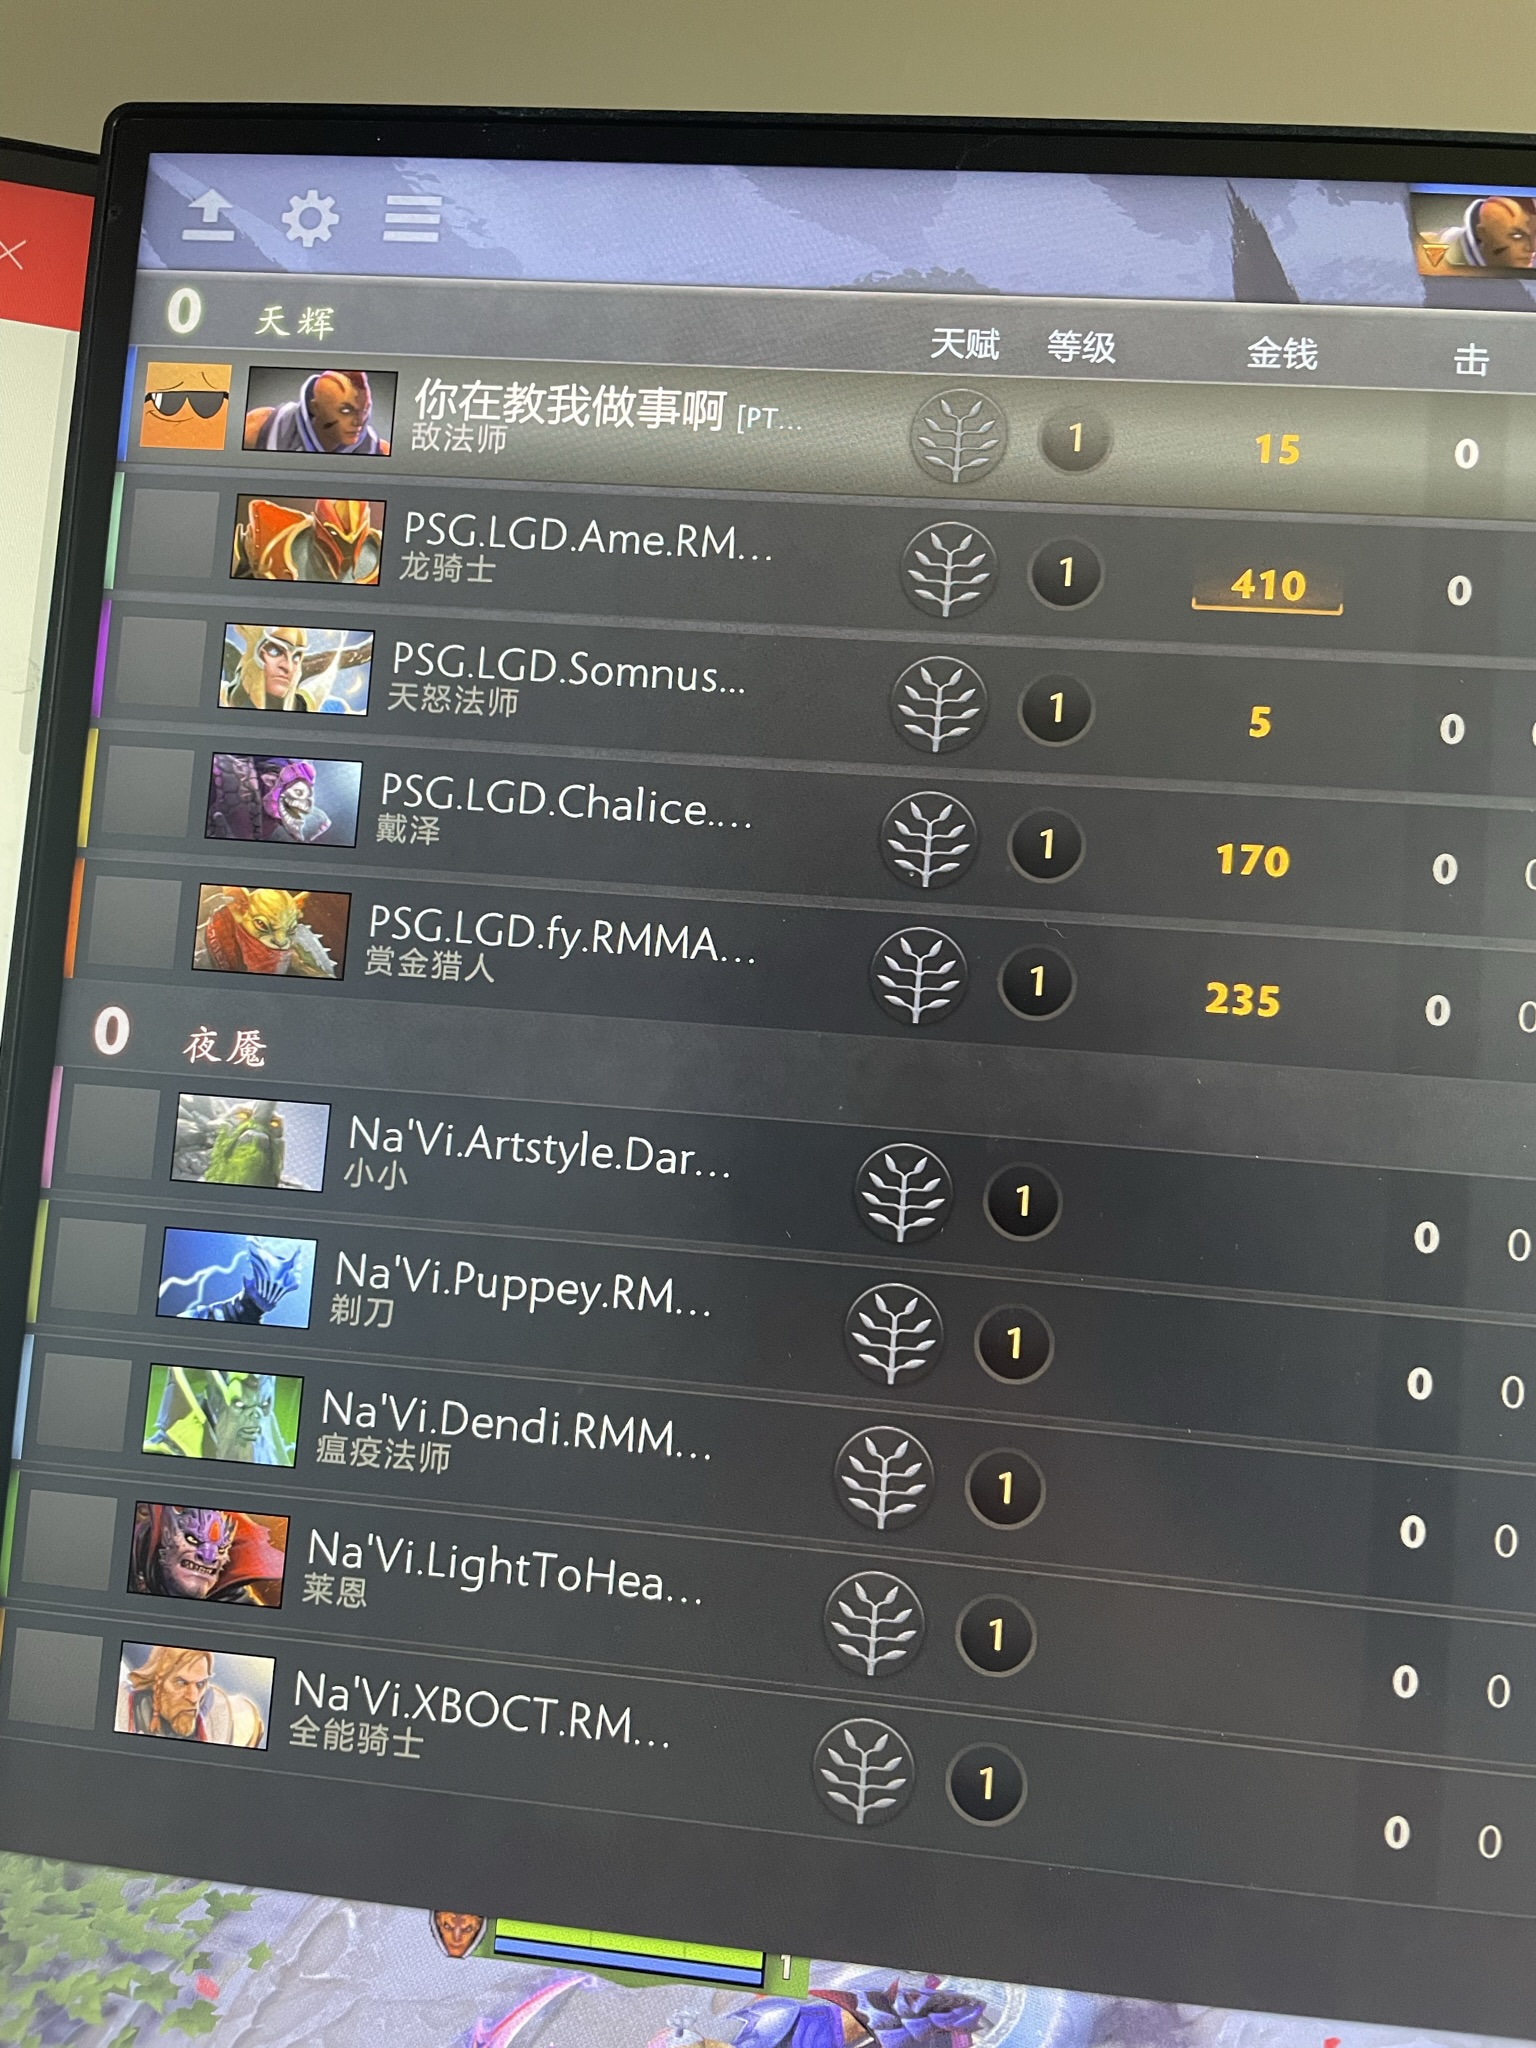 0 天辉 天赋 等级 金钱 击
你在教我做事啊 [PT... 1 15 0
敌法师
PSG.LGD.Ame.RM... 1 410 0
龙骑士
PSG.LGD.Somnus... 1 5 0
天怒法师
PSG.LGD.Chalice.... 1 170 0 0
戴泽
PSG.LGD.fy.RMMA... 1 235 0 0
赏金猎人
0 夜魇
Na'Vi.Artstyle.Dar... 1 0 0
小小
Na'Vi.Puppey.RM... 1 0 0
剃刀
Na'Vi.Dendi.RMM... 1 0 0
瘟疫法师
Na'Vi.LightToHea... 1 0 0
莱恩
Na'Vi.XBOCT.RM... 1 0 0
全能骑士
1